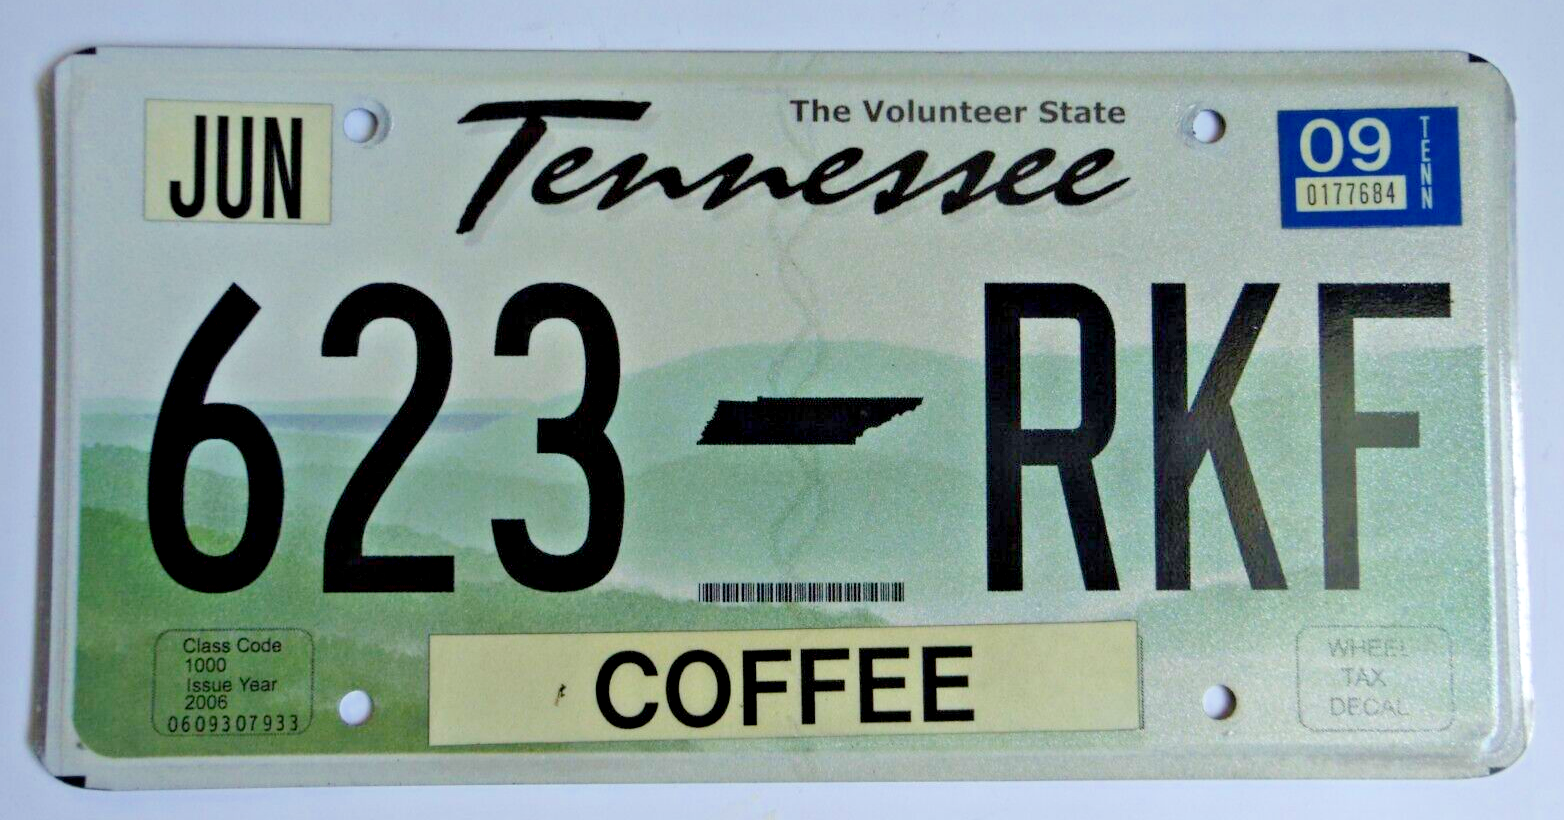 JUN
The Volunteer State
Tennessee
09
TENN
0177684
623 RKF
COFFEE
Class Code
1000
Issue Year
2006
0609307933
WHEEL
TAX
DECAL